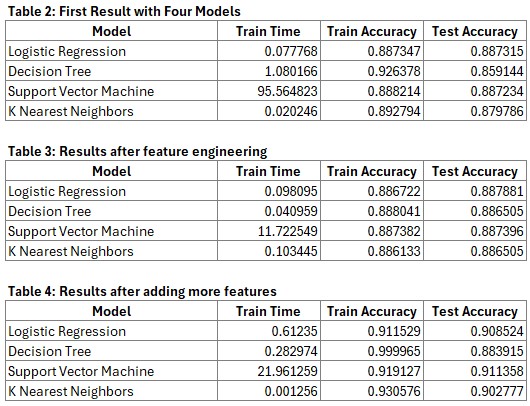 Table 2: First Result with Four Models
Model Train Time Train Accuracy Test Accuracy
Logistic Regression 0.077768 0.887347 0.887315
Decision Tree 1.080166 0.926378 0.859144
Support Vector Machine 95.564823 0.888214 0.887234
K Nearest Neighbors 0.020246 0.892794 0.879786
Table 3: Results after feature engineering
Model Train Time Train Accuracy Test Accuracy
Logistic Regression 0.098095 0.886722 0.887881
Decision Tree 0.040959 0.888041 0.886505
Support Vector Machine 11.722549 0.887382 0.887396
K Nearest Neighbors 0.103445 0.886133 0.886505
Table 4: Results after adding more features
Model Train Time Train Accuracy Test Accuracy
Logistic Regression 0.61235 0.911529 0.908524
Decision Tree 0.282974 0.999965 0.883915
Support Vector Machine 21.961259 0.919127 0.911358
K Nearest Neighbors 0.001256 0.930576 0.902777